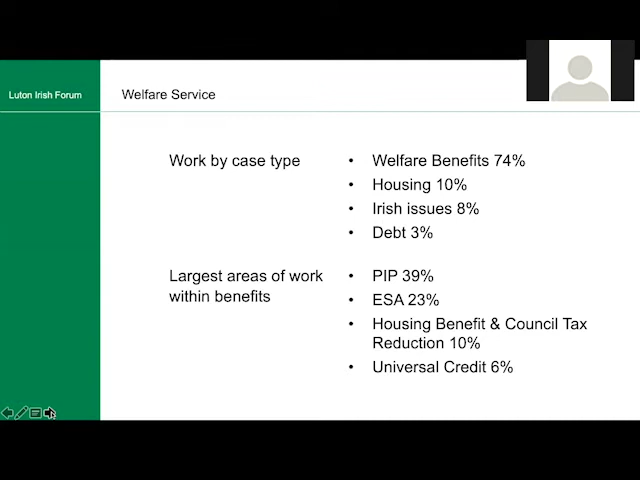 Luton Irish Forum
Welfare Service
Work by case type
• Welfare Benefits 74%
• Housing 10%
• Irish issues 8%
• Debt 3%
Largest areas of work
within benefits
• PIP 39%
• ESA 23%
• Housing Benefit & Council Tax
Reduction 10%
• Universal Credit 6%